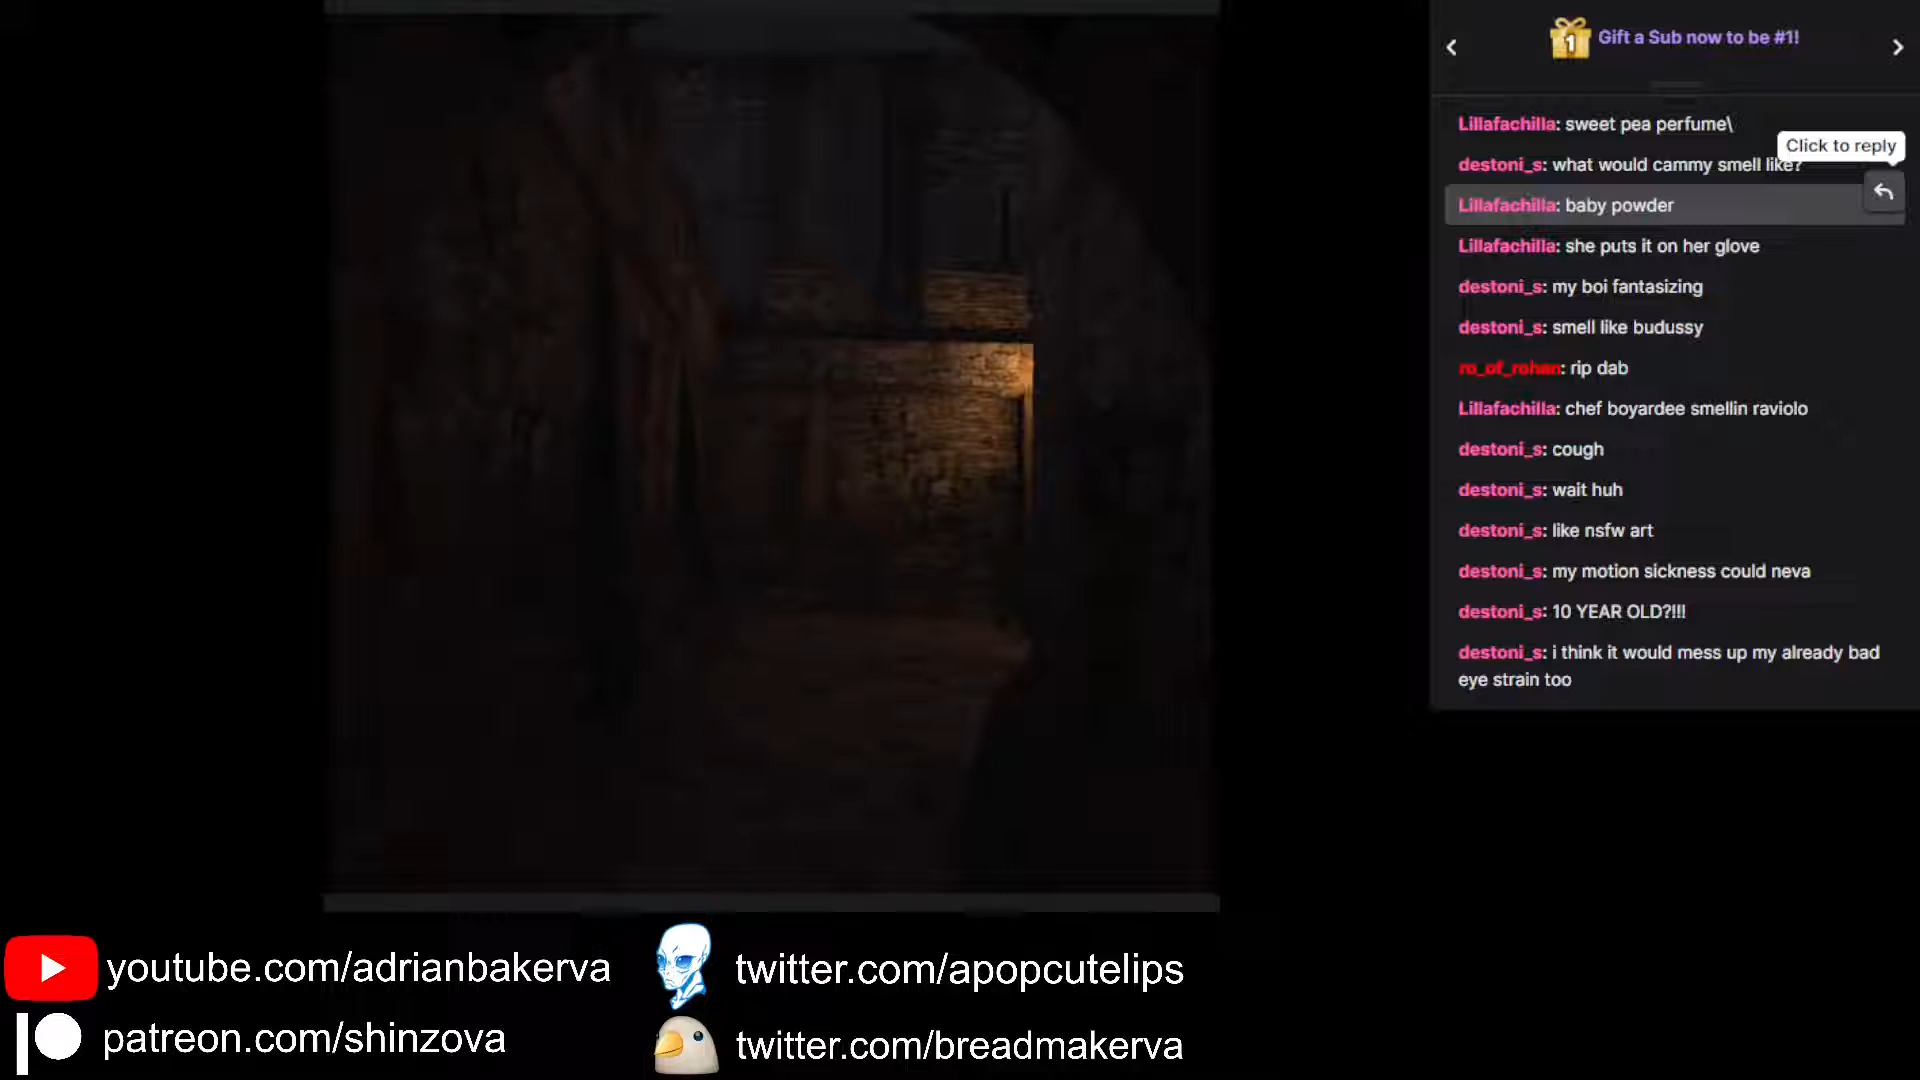 1
Gift a Sub now to be #1!
Lillafachilla: sweet pea perfume\
Click to reply
destoni_s: what would cammy smell like?
Lillafachilla: baby powder
Lillafachilla: she puts it on her glove
destoni_s: my boi fantasizing
destoni_s: smell like budussy
ro_of_rohan: rip dab
Lillafachilla: chef boyardee smellin raviolo
destoni_s: cough
destoni_s: wait huh
destoni_s: like nsfw art
destoni_s: my motion sickness could neva
destoni_s: 10 YEAR OLD?!!!
destoni_s: i think it would mess up my already bad
eye strain too
youtube.com/adrianbakerva
twitter.com/apopcutelips
patreon.com/shinzova
twitter.com/breadmakerva